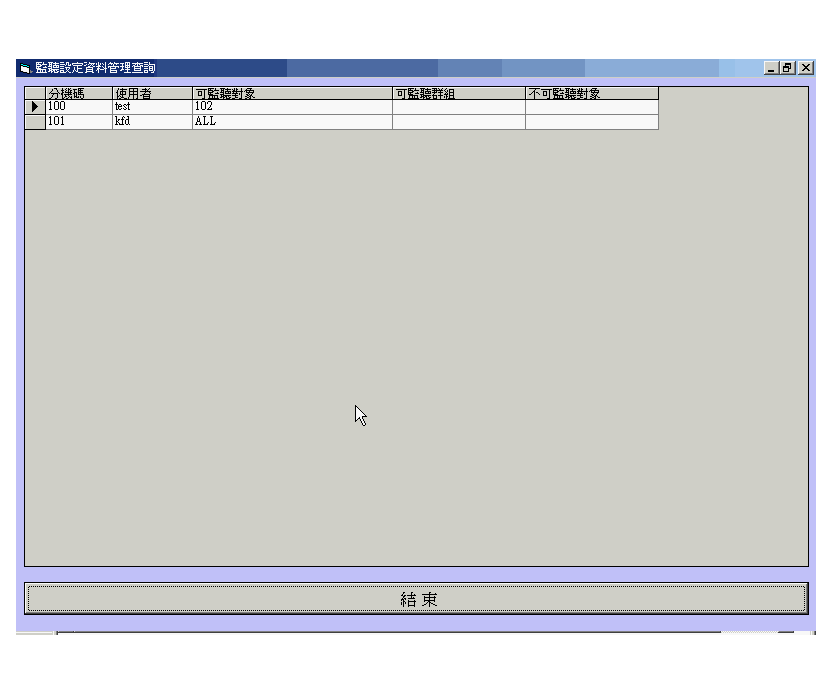 監聽設定資料管理查詢
分機碼 使用者 可監聽對象 可監聽群組 不可監聽對象
100 test 102
101 kfd ALL
結 束